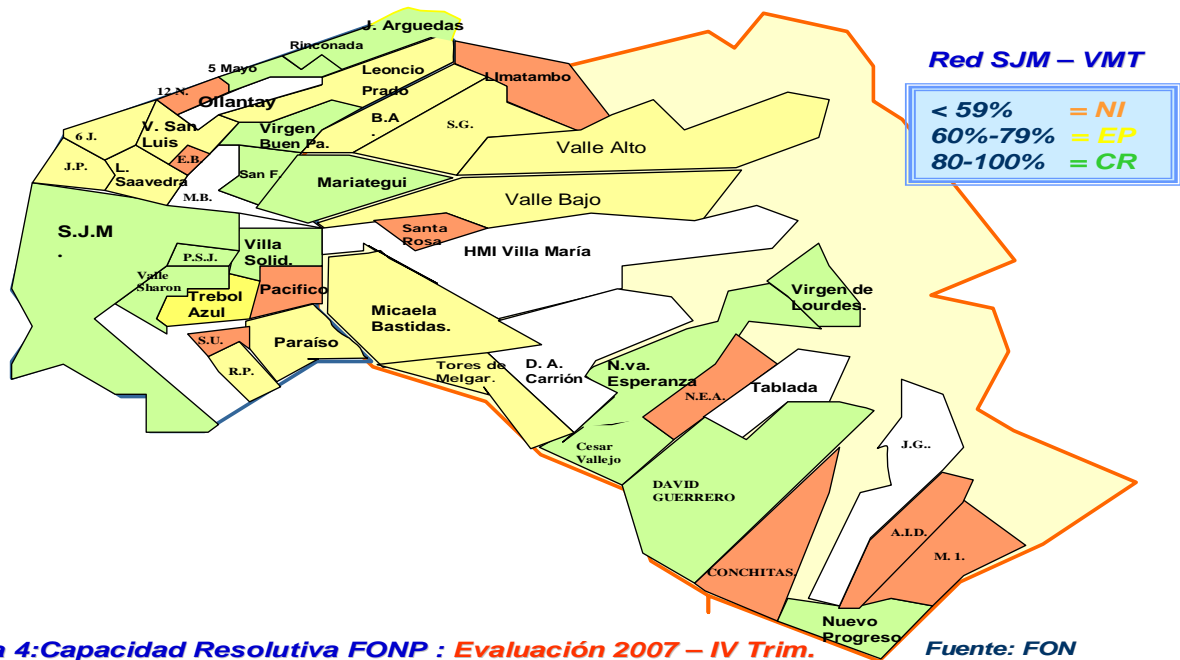 J. Arguedas
Rinconada
5 Mayo
Leoncio
Prado
LImatambo
12 N.
Ollantay
B.A
.
S.G.
Valle Alto
6 J.
V. San
Luis
Virgen
Buen Pa.
E.B
J.P.
L.
Saavedra
M.B.
San F.
Mariategui
Valle Bajo
S.J.M
.
Villa
Solid.
P.S.J.
Santa
Rosa
HMI Villa María
Valle
Sharon
Trebol
Azul
Pacifico
Micaela
Bastidas.
Virgen de
Lourdes.
S.U.
Paraíso
R.P.
Tores de
Melgar.
D. A.
Carrión
N.va.
Esperanza
N.E.A.
Tablada
Cesar
Vallejo
DAVID
GUERRERO
J.G..
A.I.D.
M. 1.
CONCHITAS.
Nuevo
Progreso
Red SJM – VMT
< 59% = NI
60%-79% = EP
80-100% = CR
a 4:Capacidad Resolutiva FONP : Evaluación 2007 – IV Trim.
Fuente: FON